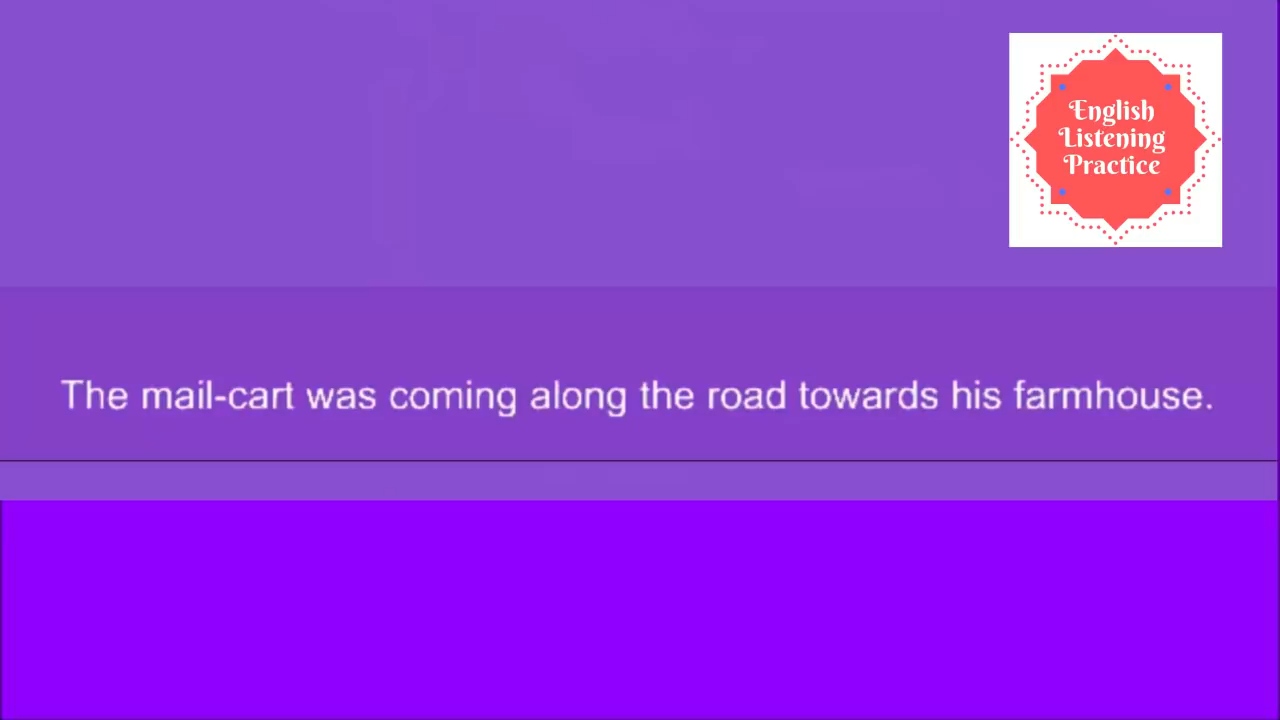 English
Listening
Practice
The mail-cart was coming along the road towards his farmhouse.